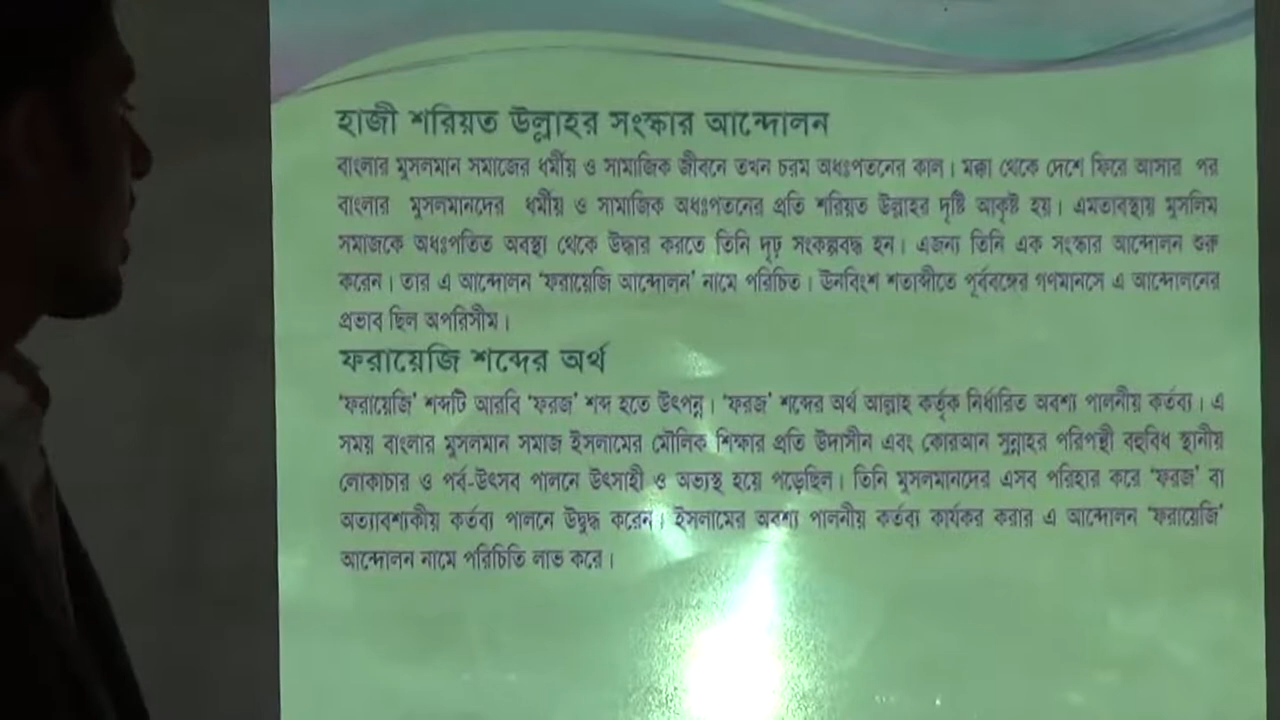 হাজী শরিয়ত উল্লাহর সংস্কার আন্দোলন
বাংলার মুসলমান সমাজের ধর্মীয় ও সামাজিক জীবনে তখন চরম অধঃপতনের কাল। মক্কা থেকে দেশে ফিরে আসার পর
বাংলার মুসলমানদের ধর্মীয় ও সামাজিক অধঃপতনের প্রতি শরিয়ত উল্লাহর দৃষ্টি আকৃষ্ট হয়। এমতাবস্থায় মুসলিম
সমাজকে অধঃপতিত অবস্থা থেকে উদ্ধার করতে তিনি দৃঢ় সংকল্পবদ্ধ হন। এজন্য তিনি এক সংস্কার আন্দোলন শুরু
করেন। তার এ আন্দোলন ‘ফরায়েজি আন্দোলন’ নামে পরিচিত। ঊনবিংশ শতাব্দীতে পূর্ববঙ্গের গণমানসে এ আন্দোলনের
প্রভাব ছিল অপরিসীম।
ফরায়েজি শব্দের অর্থ
‘ফরায়েজি’ শব্দটি আরবি ‘ফরজ’ শব্দ হতে উৎপন্ন। ‘ফরজ’ শব্দের অর্থ আল্লাহ কর্তৃক নির্ধারিত অবশ্য পালনীয় কর্তব্য। এ
সময় বাংলার মুসলমান সমাজ ইসলামের মৌলিক শিক্ষার প্রতি উদাসীন এবং কোরআন সুন্নাহর পরিপন্থী বহুবিধ স্থানীয়
লোকাচার ও পর্ব-উৎসব পালনে উৎসাহী ও অভ্যস্থ হয়ে পড়েছিল। তিনি মুসলমানদের এসব পরিহার করে ‘ফরজ’ বা
অত্যাবশ্যকীয় কর্তব্য পালনে উদ্বুদ্ধ করেন। ইসলামের অবশ্য পালনীয় কর্তব্য কার্যকর করার এ আন্দোলন ‘ফরায়েজি’
আন্দোলন নামে পরিচিতি লাভ করে।